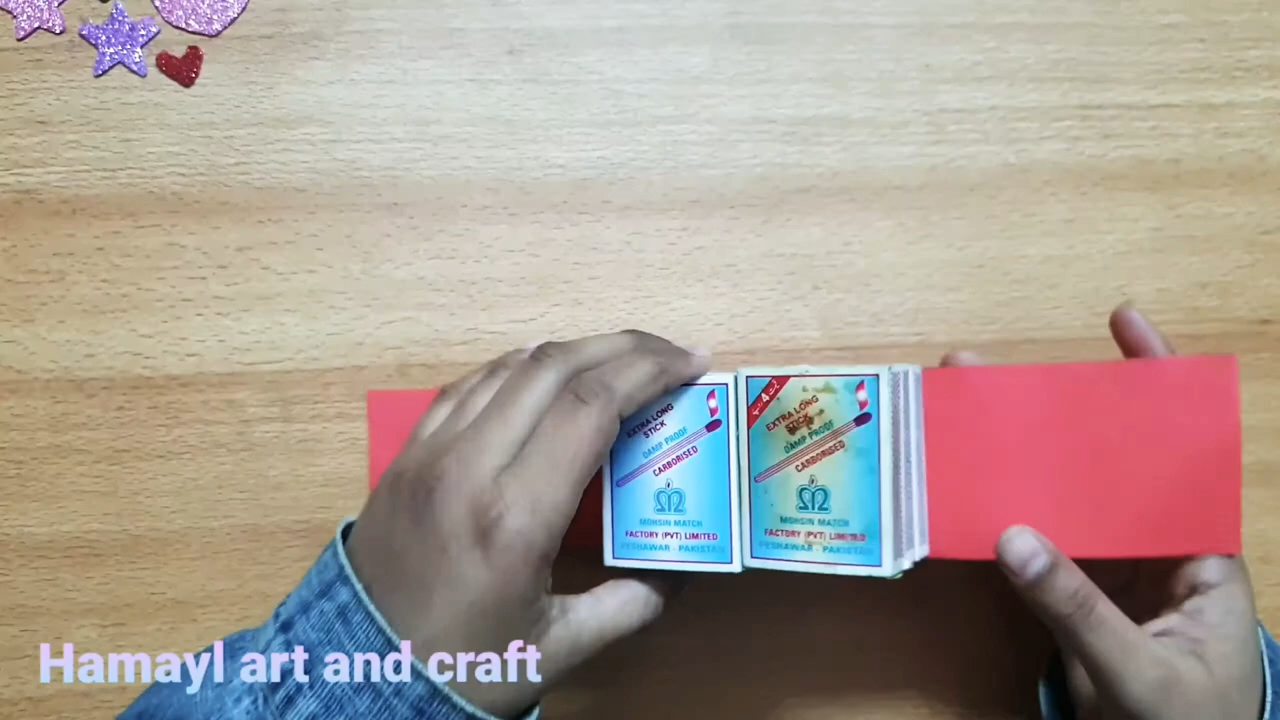 EXTRA LONG
STICK
DAMP PROOF
CARBORISED
MOHSIN MATCH
FACTORY (PVT) LIMITED
PESHAWAR - PAKISTAN
EXTRA LONG
STICK
DAMP PROOF
CARBORISED
MOHSIN MATCH
FACTORY (PVT) LIMITED
PESHAWAR - PAKISTAN
Hamayl art and craft